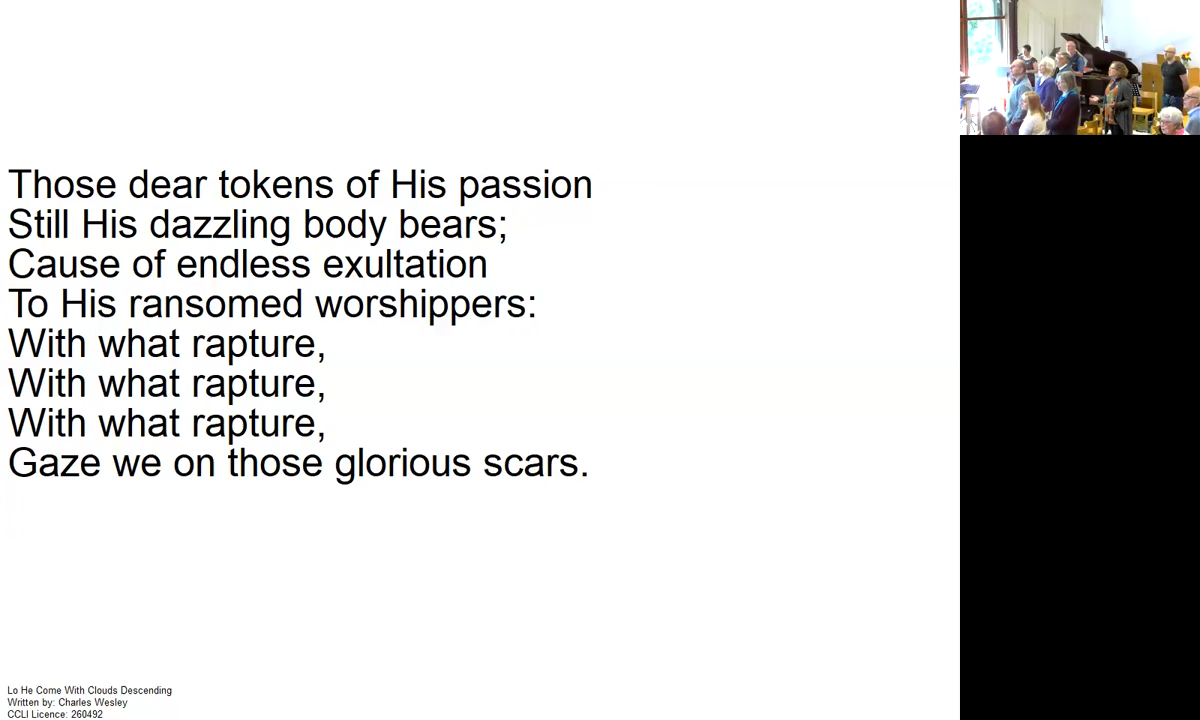 Those dear tokens of His passion
Still His dazzling body bears;
Cause of endless exultation
To His ransomed worshippers:
With what rapture,
With what rapture,
With what rapture,
Gaze we on those glorious scars.
Lo He Come With Clouds Descending
Written by: Charles Wesley
CCLI Licence: 260492